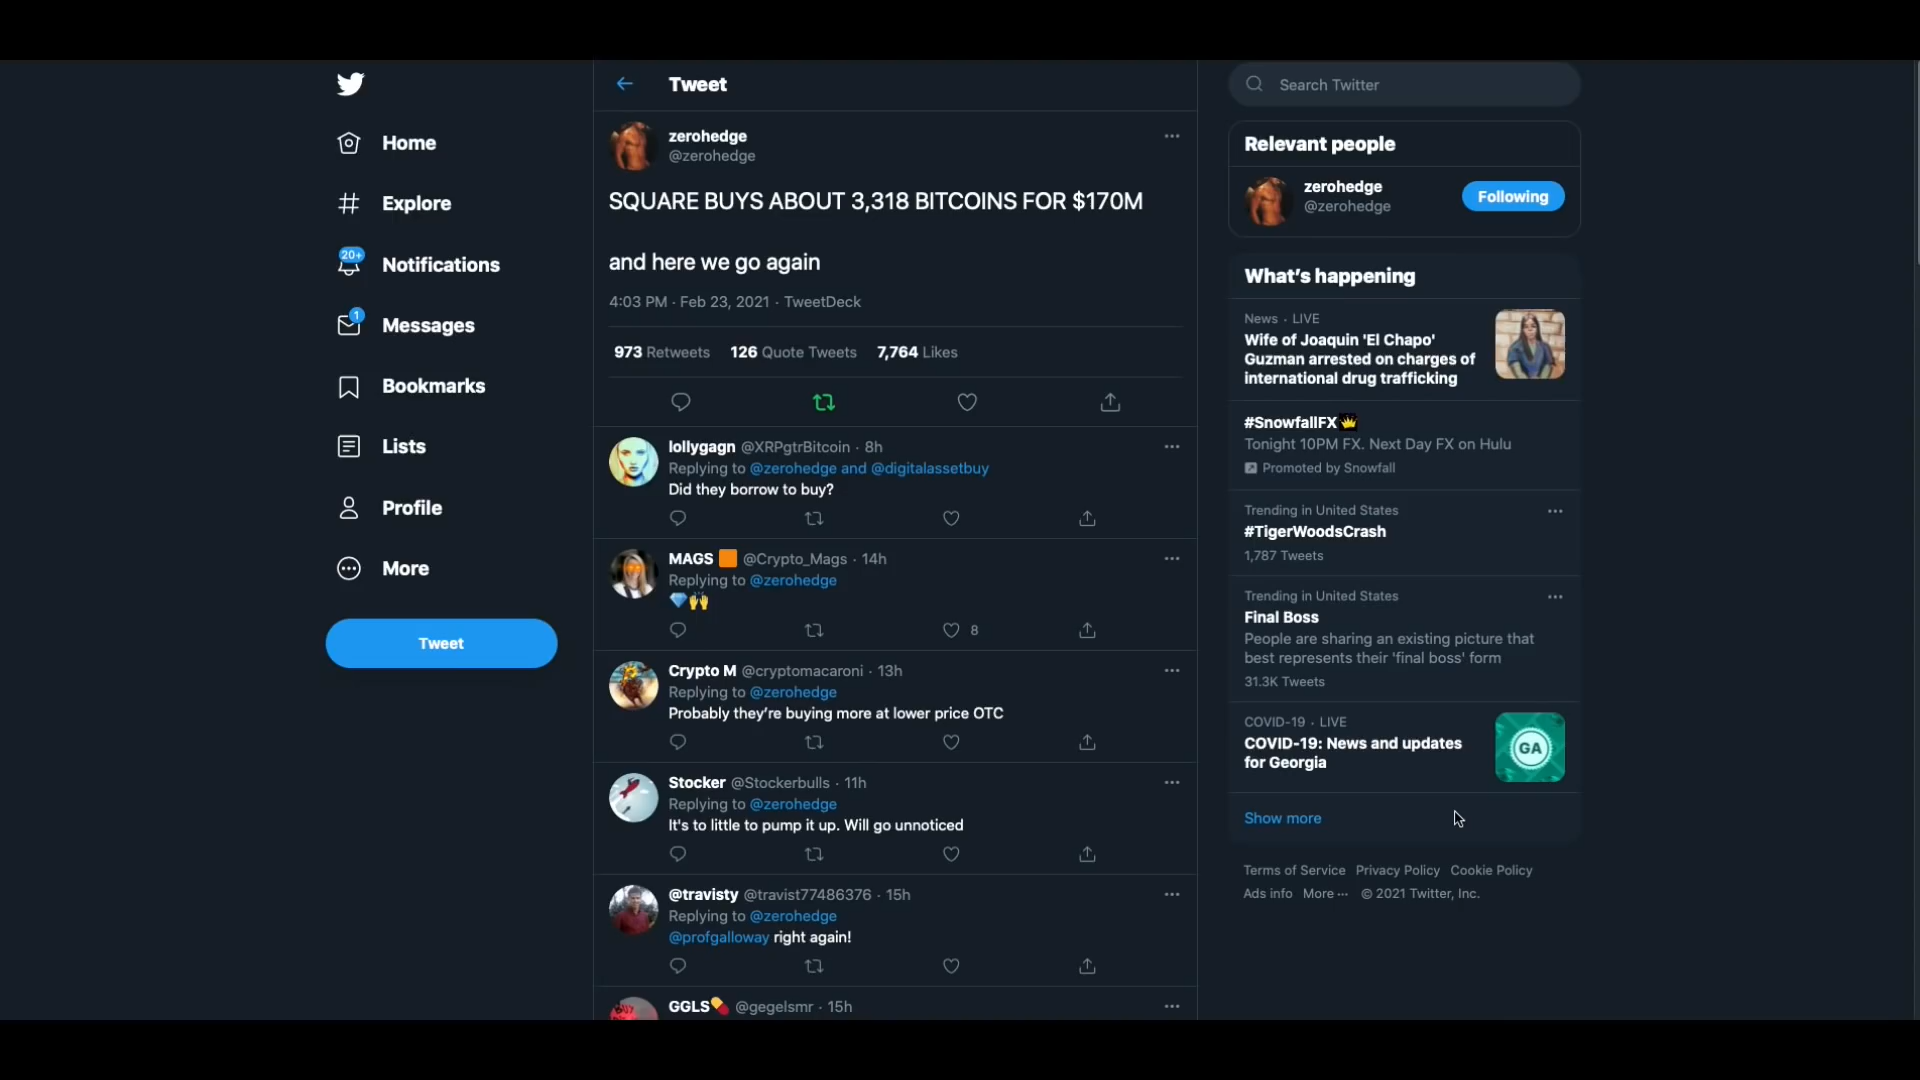 Home
Explore
20+
Notifications
1
Messages
Bookmarks
Lists
Profile
More
Tweet
Tweet
zerohedge
@zerohedge
SQUARE BUYS ABOUT 3,318 BITCOINS FOR $170M
and here we go again
4:03 PM · Feb 23, 2021 · TweetDeck
973 Retweets 126 Quote Tweets 7,764 Likes
lollygagn @XRPgtrBitcoin · 8h
Replying to @zerohedge and @digitalassetbuy
Did they borrow to buy?
MAGS 🟧 @Crypto_Mags · 14h
Replying to @zerohedge
💎🙌
8
Crypto M @cryptomacaroni · 13h
Replying to @zerohedge
Probably they're buying more at lower price OTC
Stocker @Stockerbulls · 11h
Replying to @zerohedge
It's to little to pump it up. Will go unnoticed
@travisty @travist77486376 · 15h
Replying to @zerohedge
@profgalloway right again!
GGLS💊 @gegelsmr · 15h
Search Twitter
Relevant people
zerohedge
@zerohedge
Following
What's happening
News · LIVE
Wife of Joaquin 'El Chapo'
Guzman arrested on charges of
international drug trafficking
#SnowfallFX
Tonight 10PM FX. Next Day FX on Hulu
Promoted by Snowfall
Trending in United States
#TigerWoodsCrash
1,787 Tweets
Trending in United States
Final Boss
People are sharing an existing picture that
best represents their 'final boss' form
31.3K Tweets
COVID-19 · LIVE
COVID-19: News and updates
for Georgia
GA
Show more
Terms of Service Privacy Policy Cookie Policy
Ads info More ··· © 2021 Twitter, Inc.